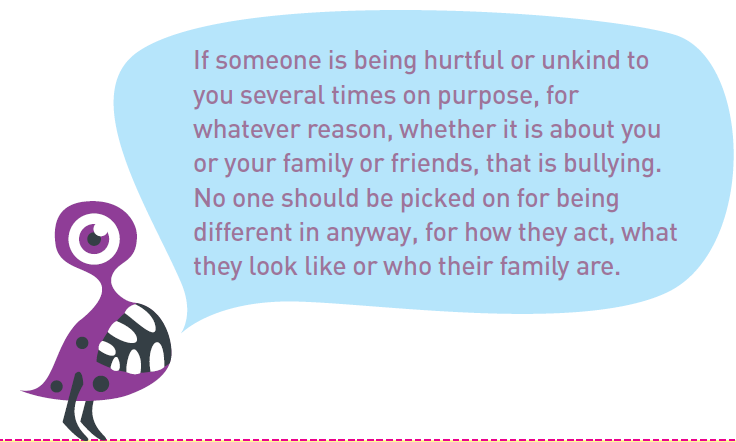 If someone is being hurtful or unkind to
you several times on purpose, for
whatever reason, whether it is about you
or your family or friends, that is bullying.
No one should be picked on for being
different in anyway, for how they act, what
they look like or who their family are.